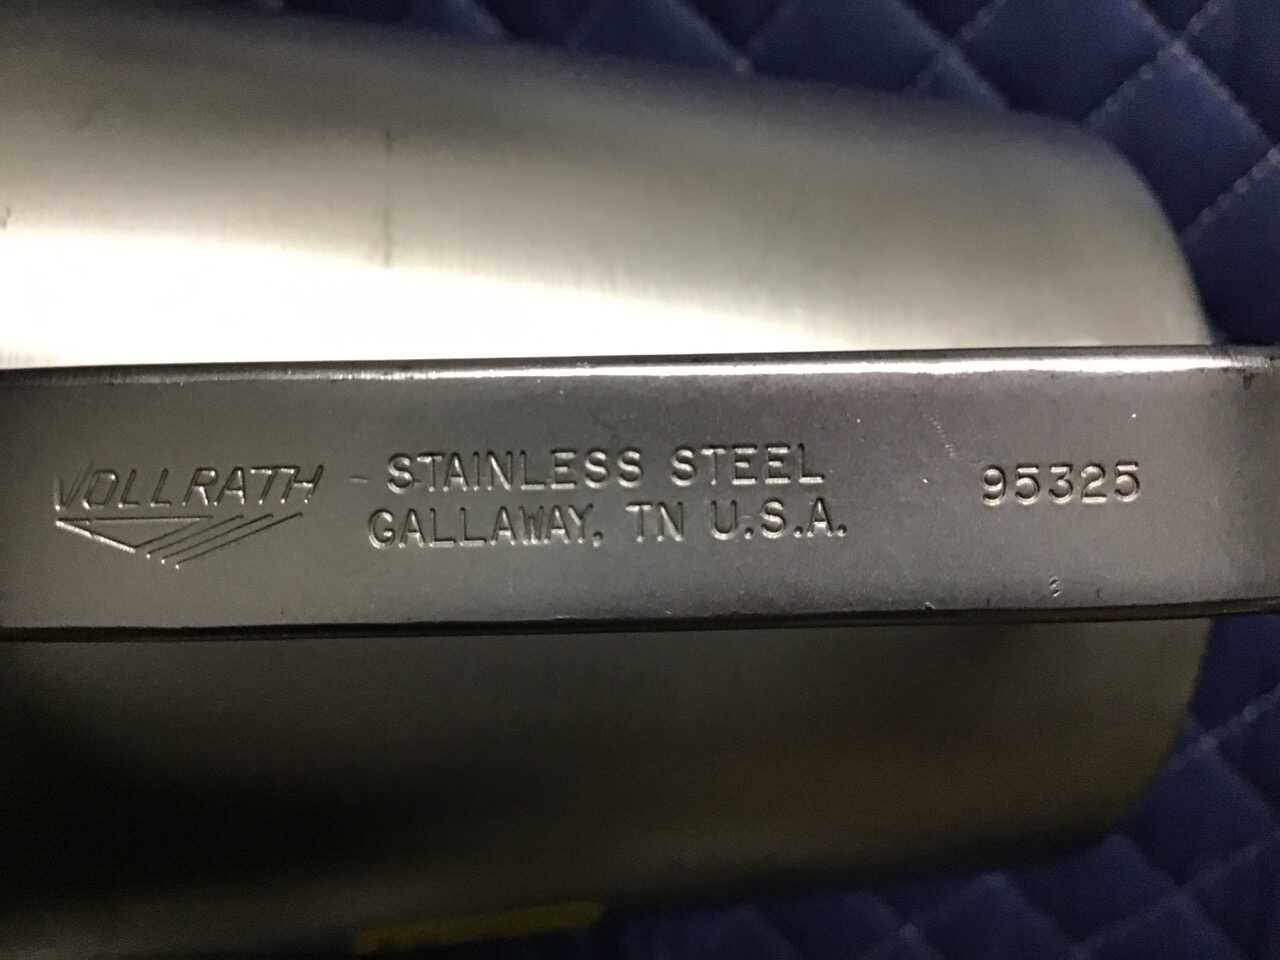 VOLLRATH
STAINLESS STEEL
GALLAWAY, TN U.S.A.
95325